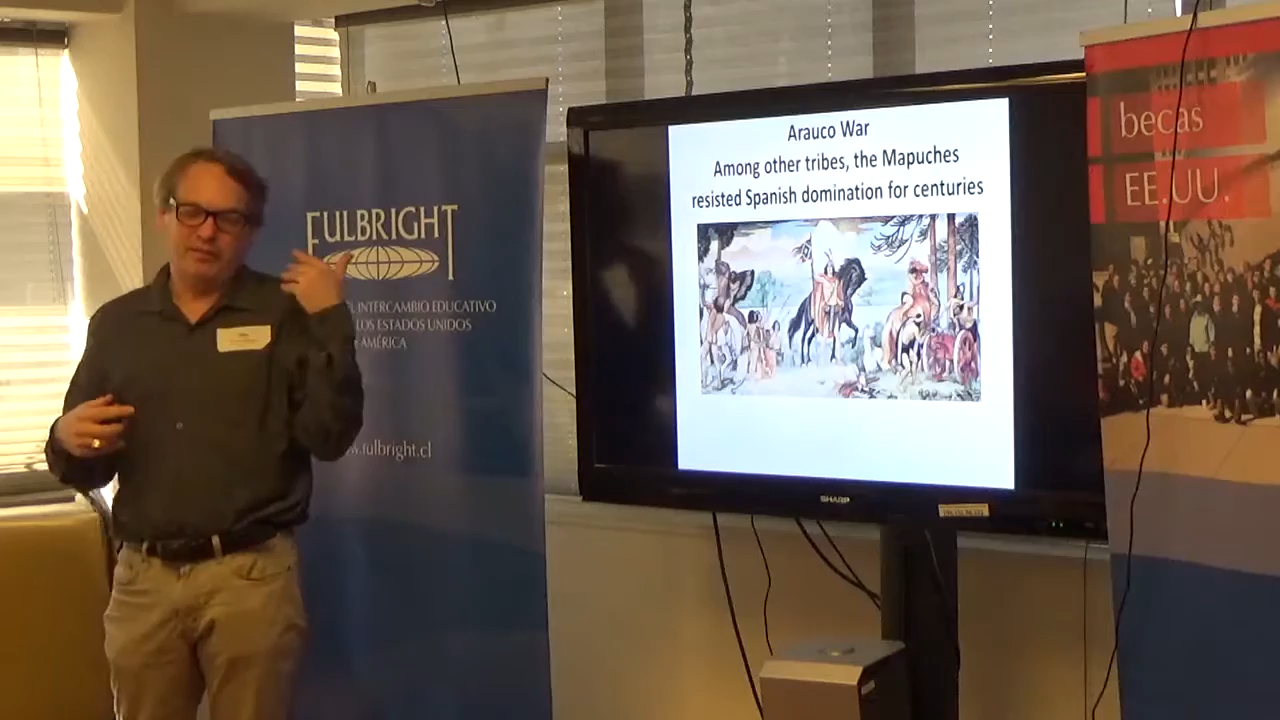 FULBRIGHT
INTERCAMBIO EDUCATIVO
LOS ESTADOS UNIDOS
AMÉRICA
.fulbright.cl
Arauco War
Among other tribes, the Mapuches
resisted Spanish domination for centuries
SHARP
becas
EE.UU.